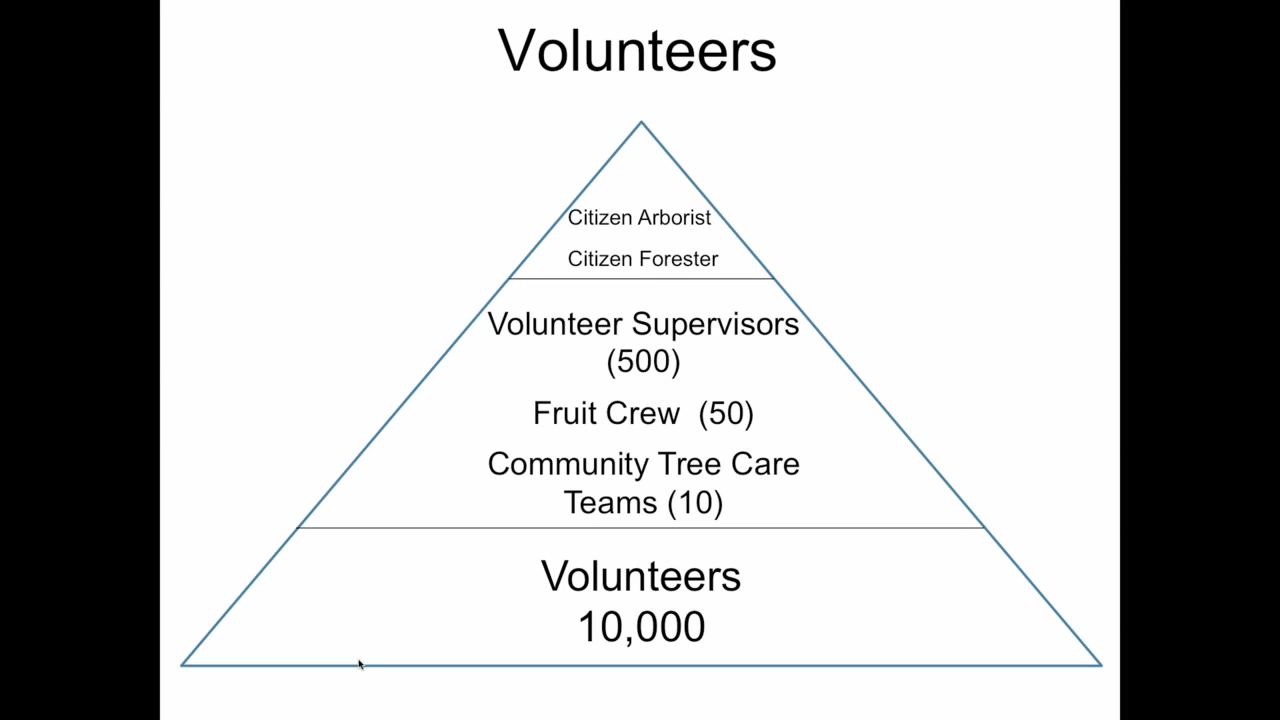 Volunteers
Citizen Arborist
Citizen Forester
Volunteer Supervisors
(500)
Fruit Crew (50)
Community Tree Care
Teams (10)
Volunteers
10,000